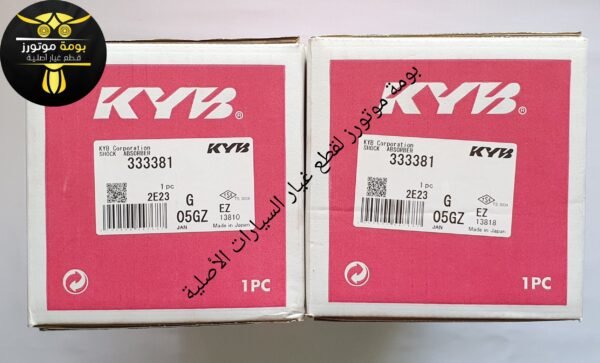 بومة موتورز
قطع غيار أصلية
KYB®
KYB Corporation
SHOCK ABSORBER
KYB
333381
1 pc
2E23
G
05GZ
EZ
JAN
13810
Made in Japan
1PC
KYB®
KYB Corporation
SHOCK ABSORBER
KYB
333381
1 pc
2E23
G
05GZ
EZ
JAN
13818
Made in Japan
1PC
بومة موتورز لقطع غيار السيارات الأصلية